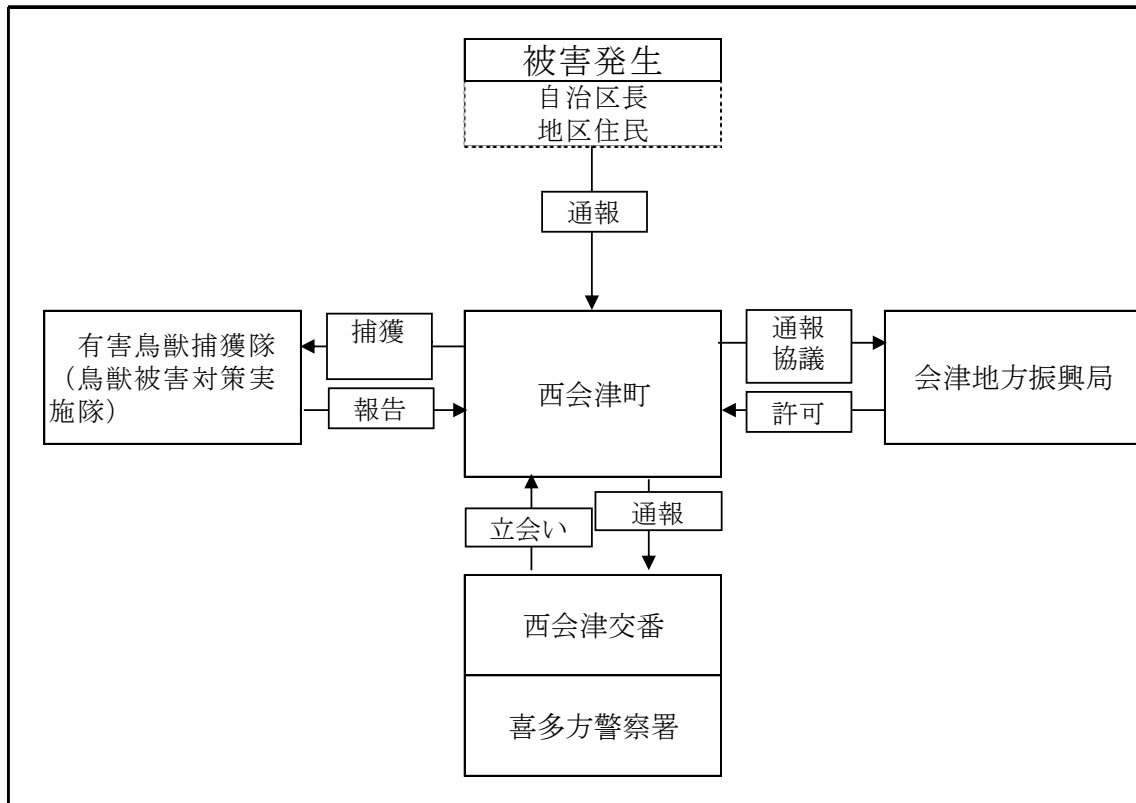 被害発生
自治区長
地区住民
通報
有害鳥獣捕獲隊
（鳥獣被害対策実
施隊）
捕獲
報告
西会津町
通報
協議
許可
会津地方振興局
立会い
通報
西会津交番
喜多方警察署